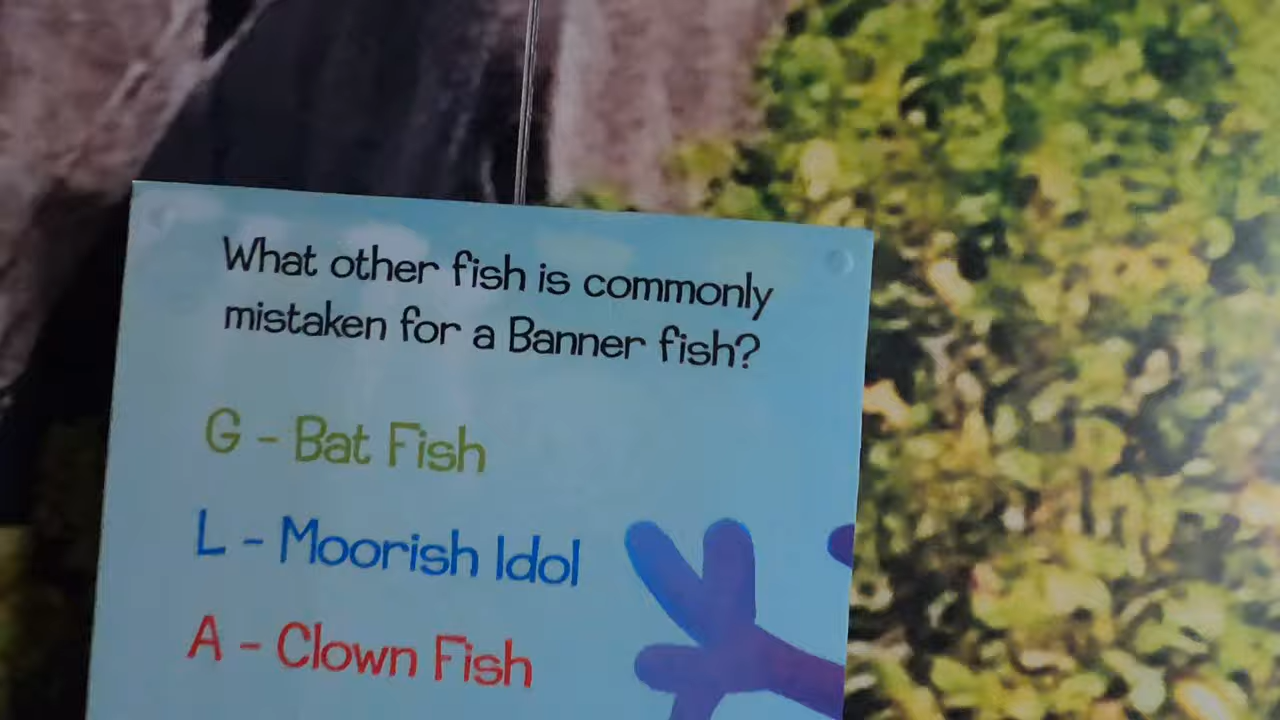 What other fish is commonly
mistaken for a Banner fish?
G - Bat Fish
L - Moorish Idol
A - Clown Fish